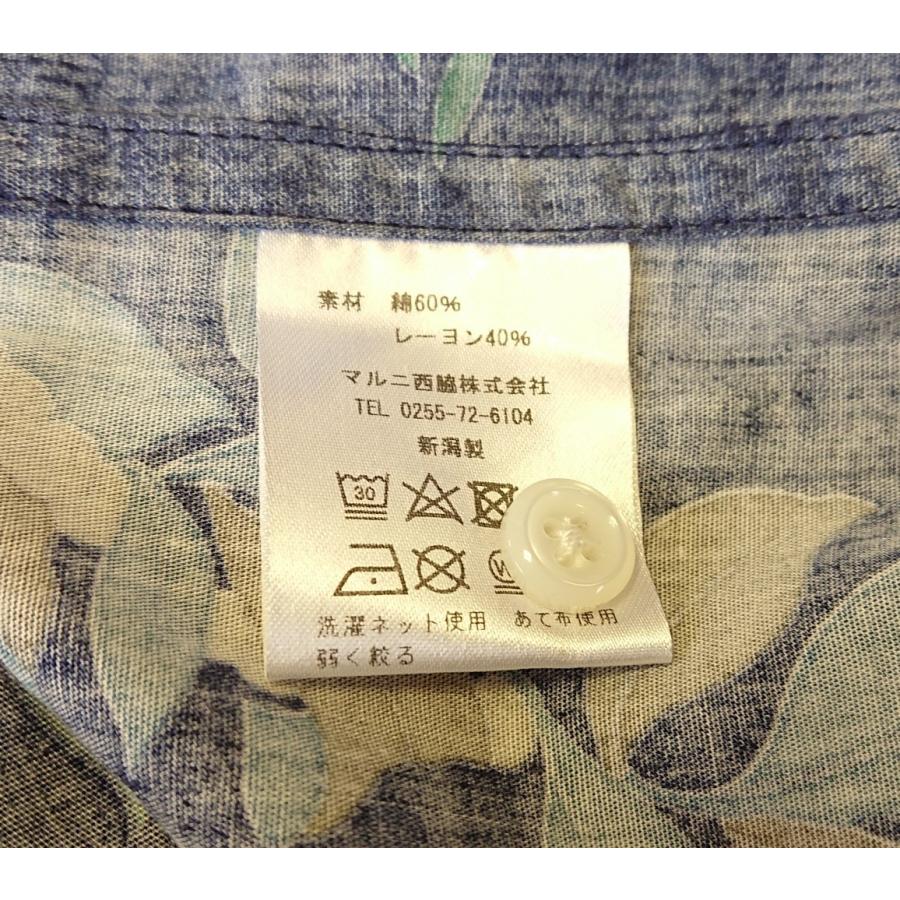 素材　綿60%
レーヨン40%
マルニ西脇株式会社
TEL 0255-72-6104
新潟製
30
W
洗濯ネット使用　あて布使用
弱く絞る